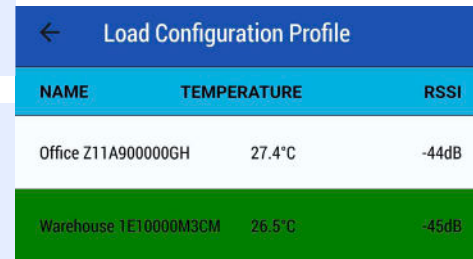 Load Configuration Profile
NAME TEMPERATURE RSSI
Office Z11A900000GH 27.4°C -44dB
Warehouse 1E10000M3CM 26.5°C -45dB